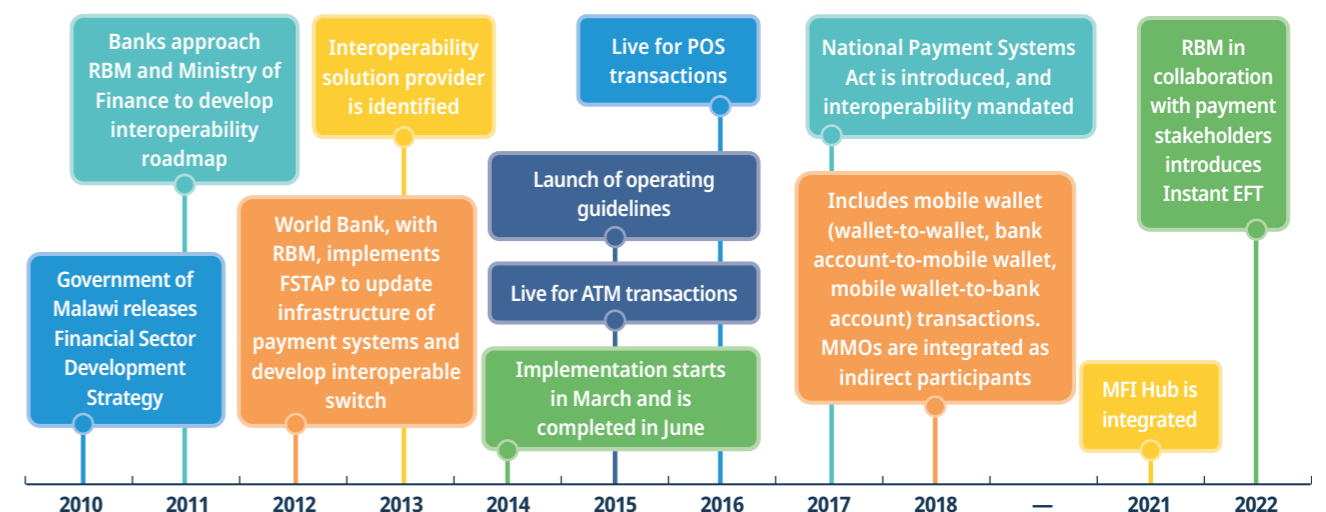 Banks approach
RBM and Ministry of
Finance to develop
interoperability
roadmap
Interoperability
solution provider
is identified
Live for POS
transactions
National Payment Systems
Act is introduced, and
interoperability mandated
RBM in
collaboration
with payment
stakeholders
introduces
Instant EFT
Government of
Malawi releases
Financial Sector
Development
Strategy
World Bank, with
RBM, implements
FSTAP to update
infrastructure of
payment systems and
develop interoperable
switch
Launch of operating
guidelines
Live for ATM transactions
Implementation starts
in March and is
completed in June
Includes mobile wallet
(wallet-to-wallet, bank
account-to-mobile wallet,
mobile wallet-to-bank
account) transactions.
MMOs are integrated as
indirect participants
MFI Hub is
integrated
2010 2011 2012 2013 2014 2015 2016 2017 2018 — 2021 2022